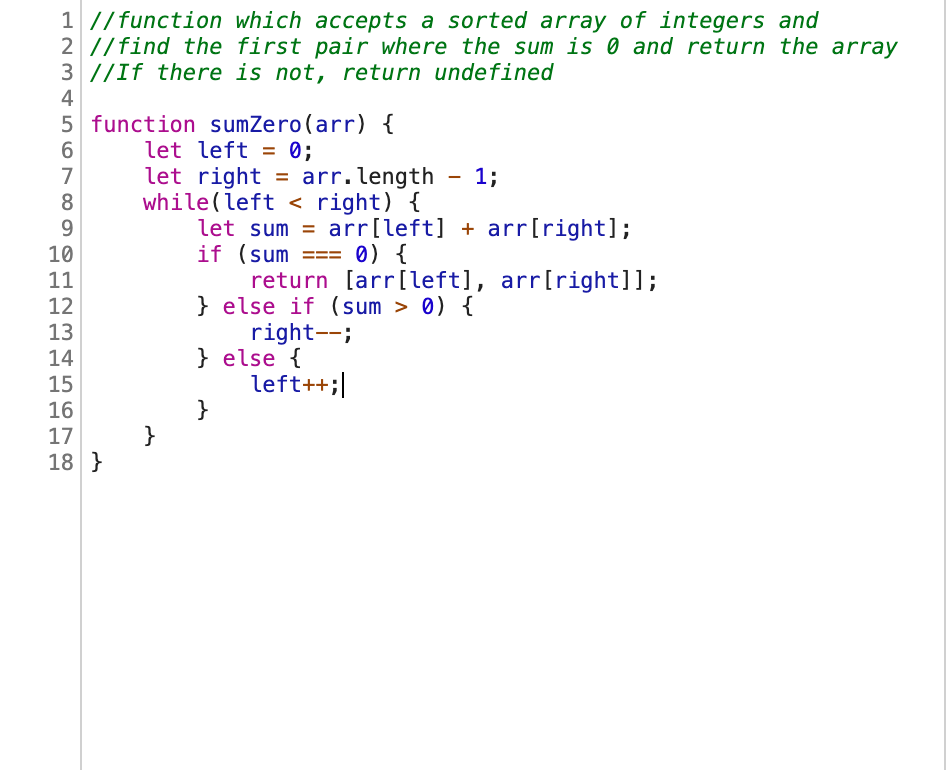 1 //function which accepts a sorted array of integers and
2 //find the first pair where the sum is 0 and return the array
3 //If there is not, return undefined
4
5 function sumZero(arr) {
6     let left = 0;
7     let right = arr.length - 1;
8     while(left < right) {
9         let sum = arr[left] + arr[right];
10         if (sum === 0) {
11             return [arr[left], arr[right]];
12         } else if (sum > 0) {
13             right--;
14         } else {
15             left++;
16         }
17     }
18 }